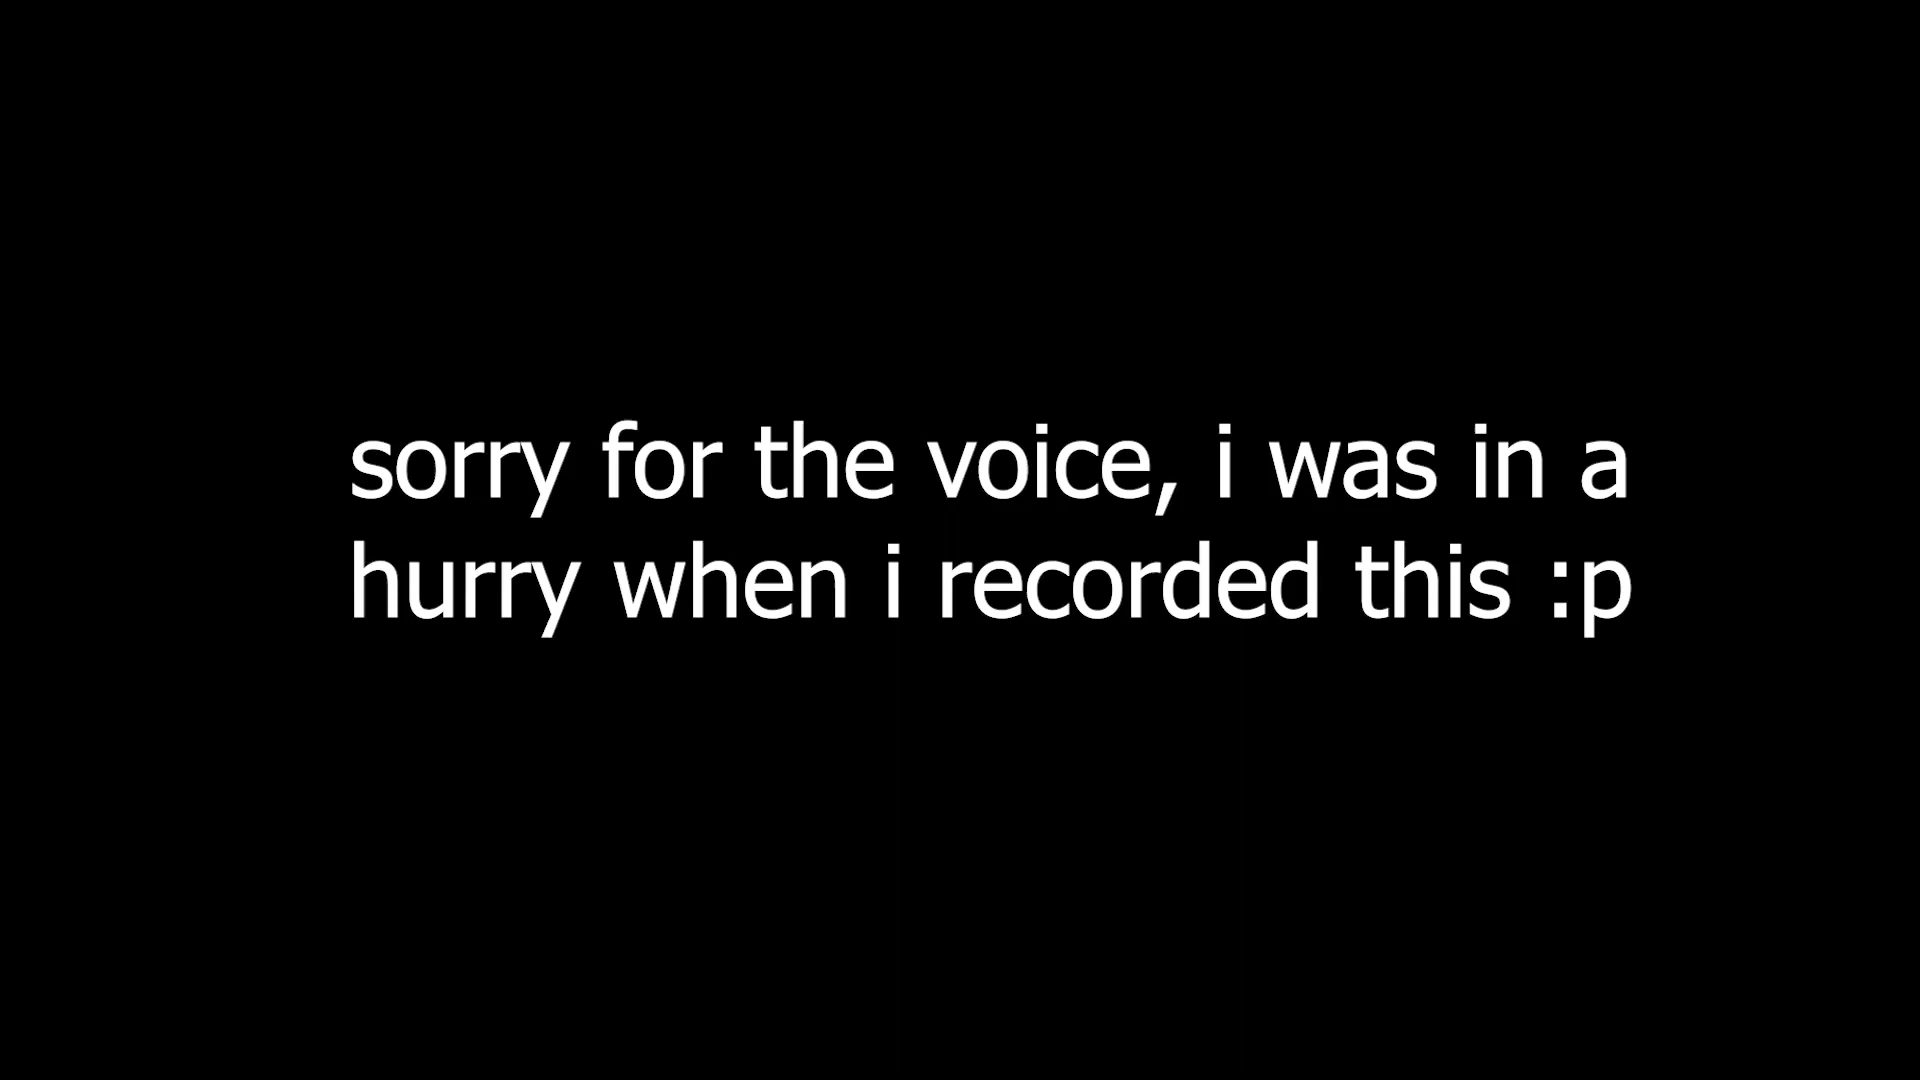 sorry for the voice, i was in a
hurry when i recorded this :p